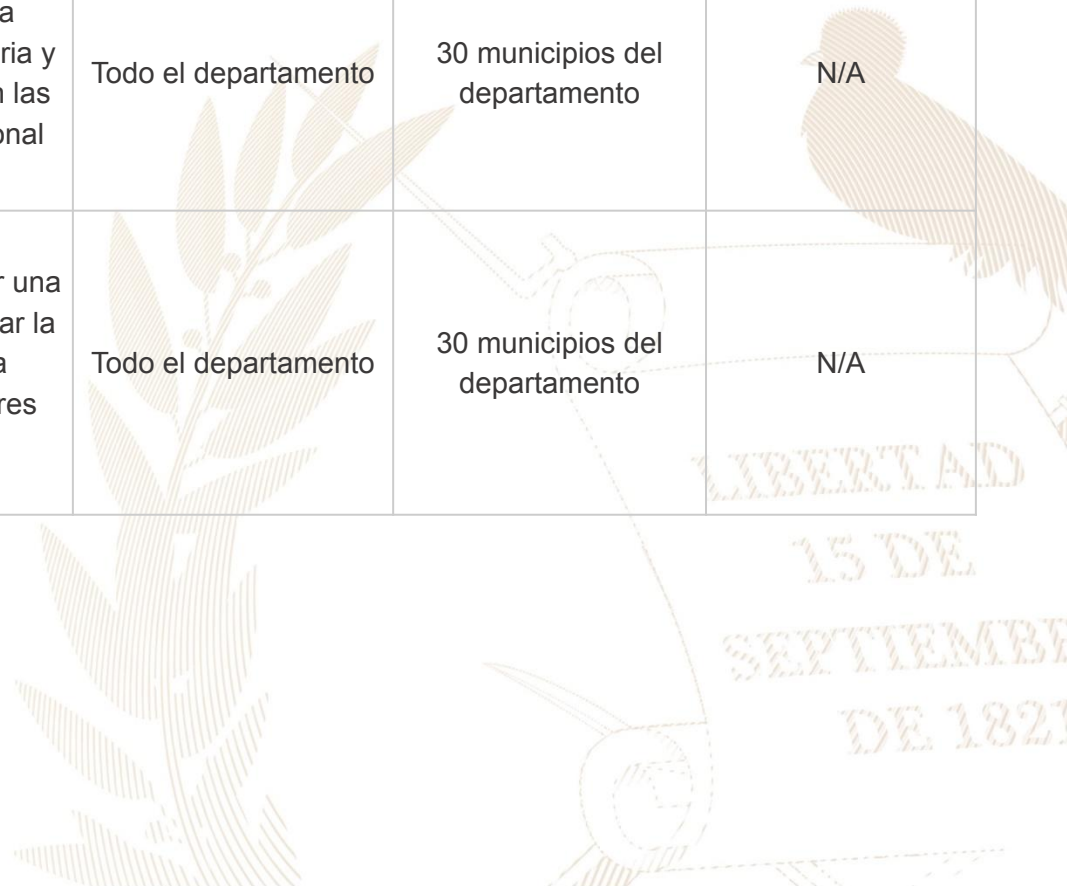 a
ria y
n las
onal
Todo el departamento
30 municipios del
departamento
N/A
r una
ar la
a
res
Todo el departamento
30 municipios del
departamento
N/A
LIBERTAD
15 DE
SEPTIEMB
DE 1821